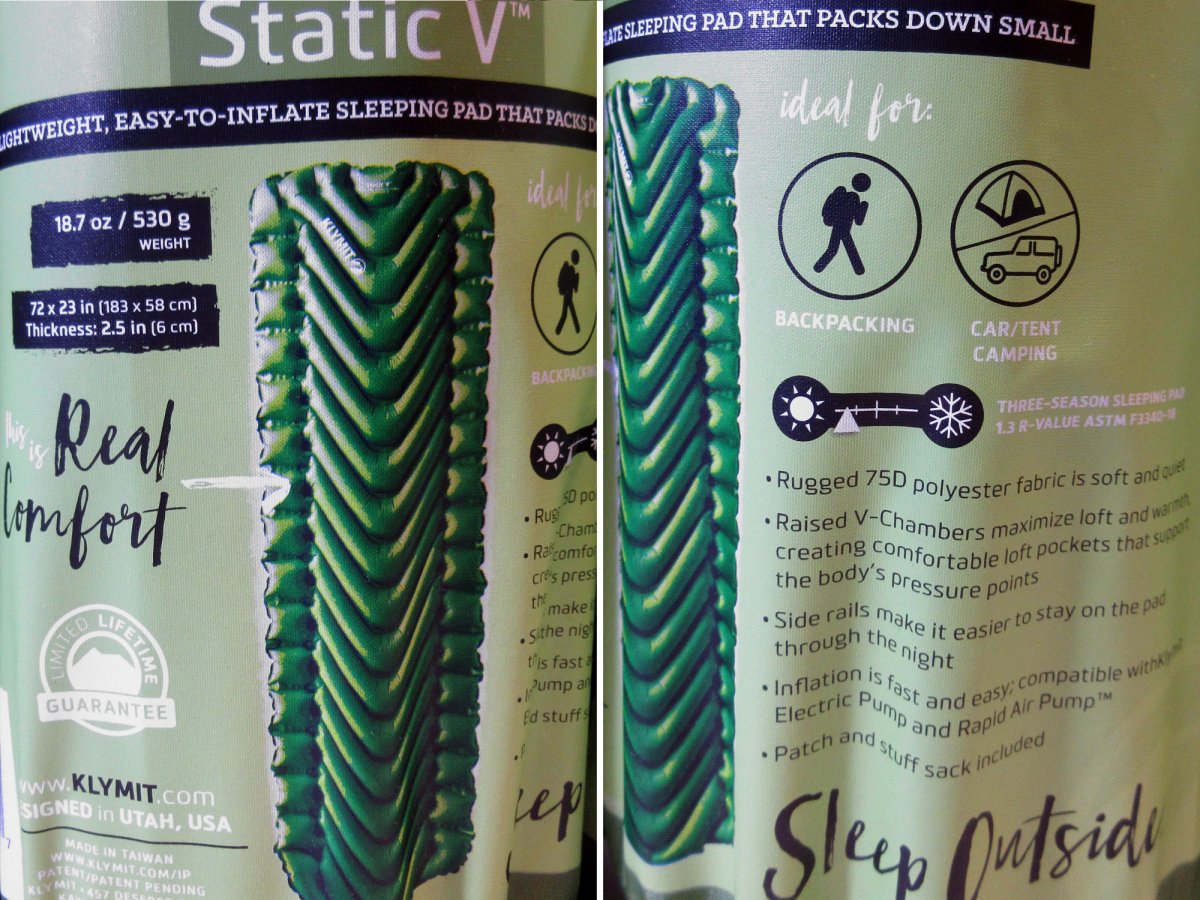 Static V™
LIGHTWEIGHT, EASY-TO-INFLATE SLEEPING PAD THAT PACKS
18.7 oz / 530 g
WEIGHT
72 x 23 in (183 x 58 cm)
Thickness: 2.5 in (6 cm)
this is Real
Comfort
KLYMIT
LIMITED LIFETIME
GUARANTEE
www.KLYMIT.com
DESIGNED in UTAH, USA
MADE IN TAIWAN
WWW.KLYMIT.COM/IP
PATENT/PATENT PENDING
KLYMIT • 457
ideal for
BACKPACKING
SLEEPING PAD THAT PACKS DOWN SMALL
KLYMIT
ideal for:
BACKPACKING
CAR/TENT
CAMPING
THREE-SEASON SLEEPING PAD
1.3 R-VALUE ASTM F3340-18
• Rugged 75D polyester fabric is soft and quiet
• Raised V-Chambers maximize loft and warmth,
creating comfortable loft pockets that support
the body's pressure points
• Side rails make it easier to stay on the pad
through the night
• Inflation is fast and easy; compatible withKlymit
Electric Pump and Rapid Air Pump™
• Patch and stuff sack included
Sleep Outside